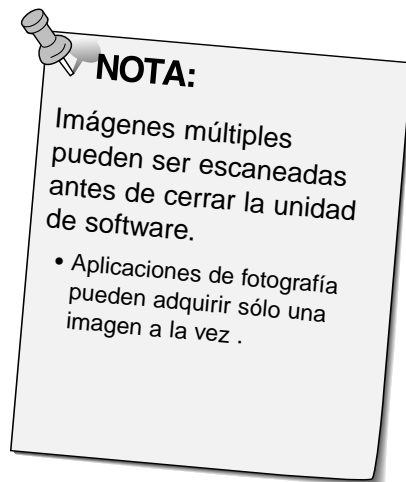 NOTA:
Imágenes múltiples
pueden ser escaneadas
antes de cerrar la unidad
de software.
• Aplicaciones de fotografía
pueden adquirir sólo una
imagen a la vez .